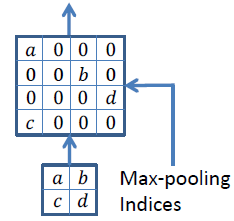 a 0 0 0
0 0 b 0
0 0 0 d
c 0 0 0
a b
c d
Max-pooling
Indices